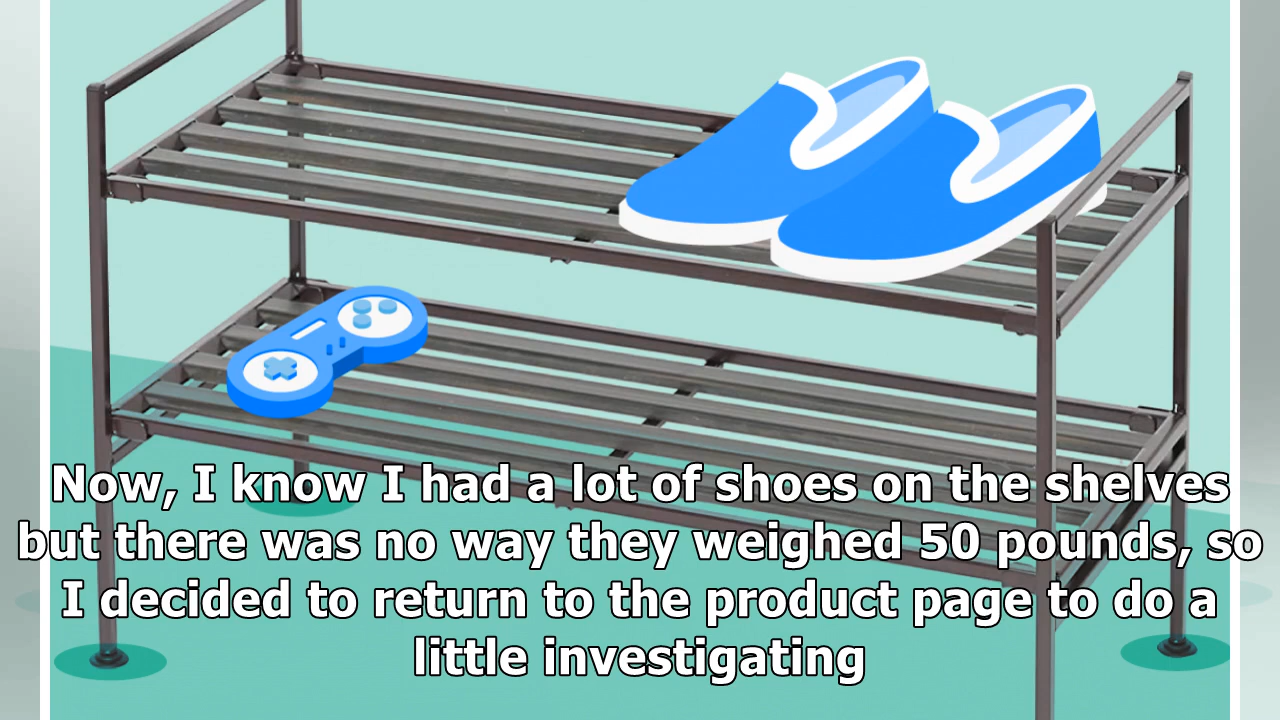 Now, I know I had a lot of shoes on the shelves
but there was no way they weighed 50 pounds, so
I decided to return to the product page to do a
little investigating